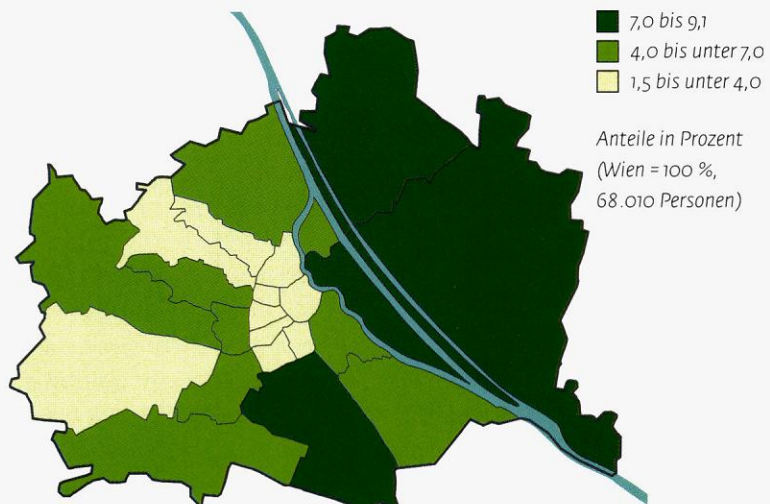 7,0 bis 9,1
4,0 bis unter 7,0
1,5 bis unter 4,0
Anteile in Prozent
(Wien = 100 %,
68.010 Personen)